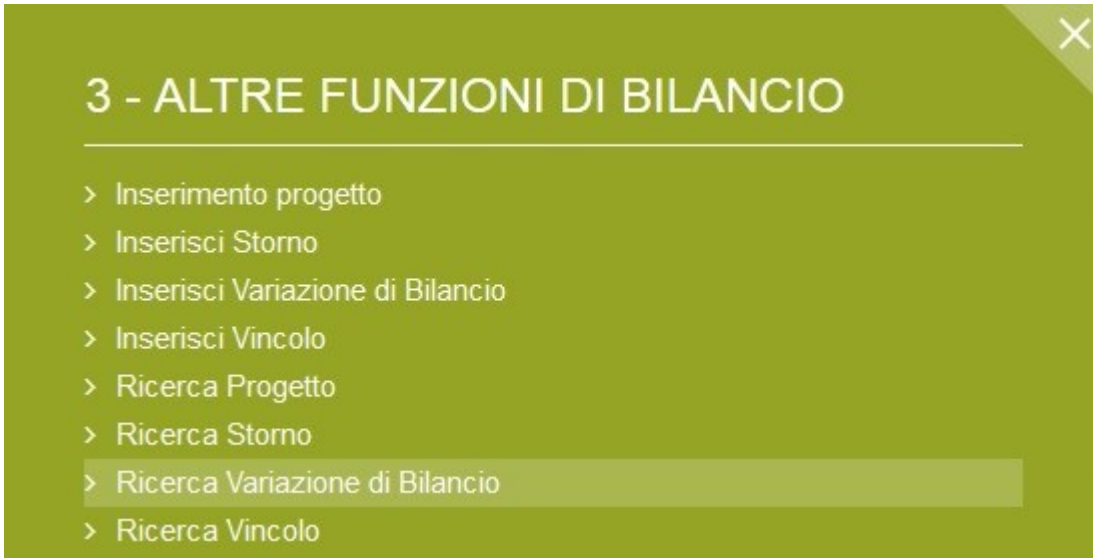 3 - ALTRE FUNZIONI DI BILANCIO
Inserimento progetto
Inserisci Storno
Inserisci Variazione di Bilancio
Inserisci Vincolo
Ricerca Progetto
Ricerca Storno
Ricerca Variazione di Bilancio
Ricerca Vincolo